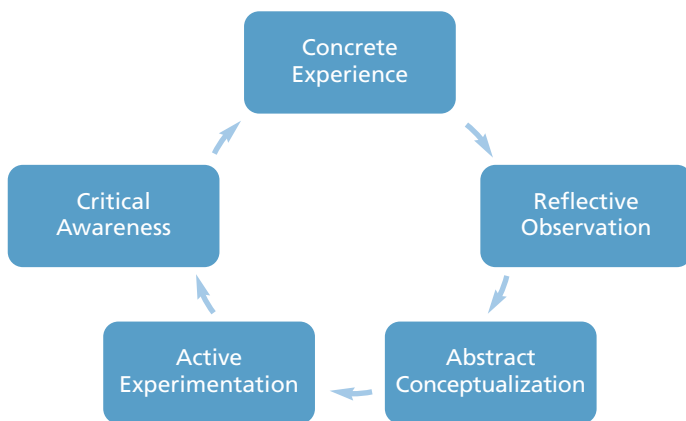 Concrete
Experience
Reflective
Observation
Abstract
Conceptualization
Active
Experimentation
Critical
Awareness